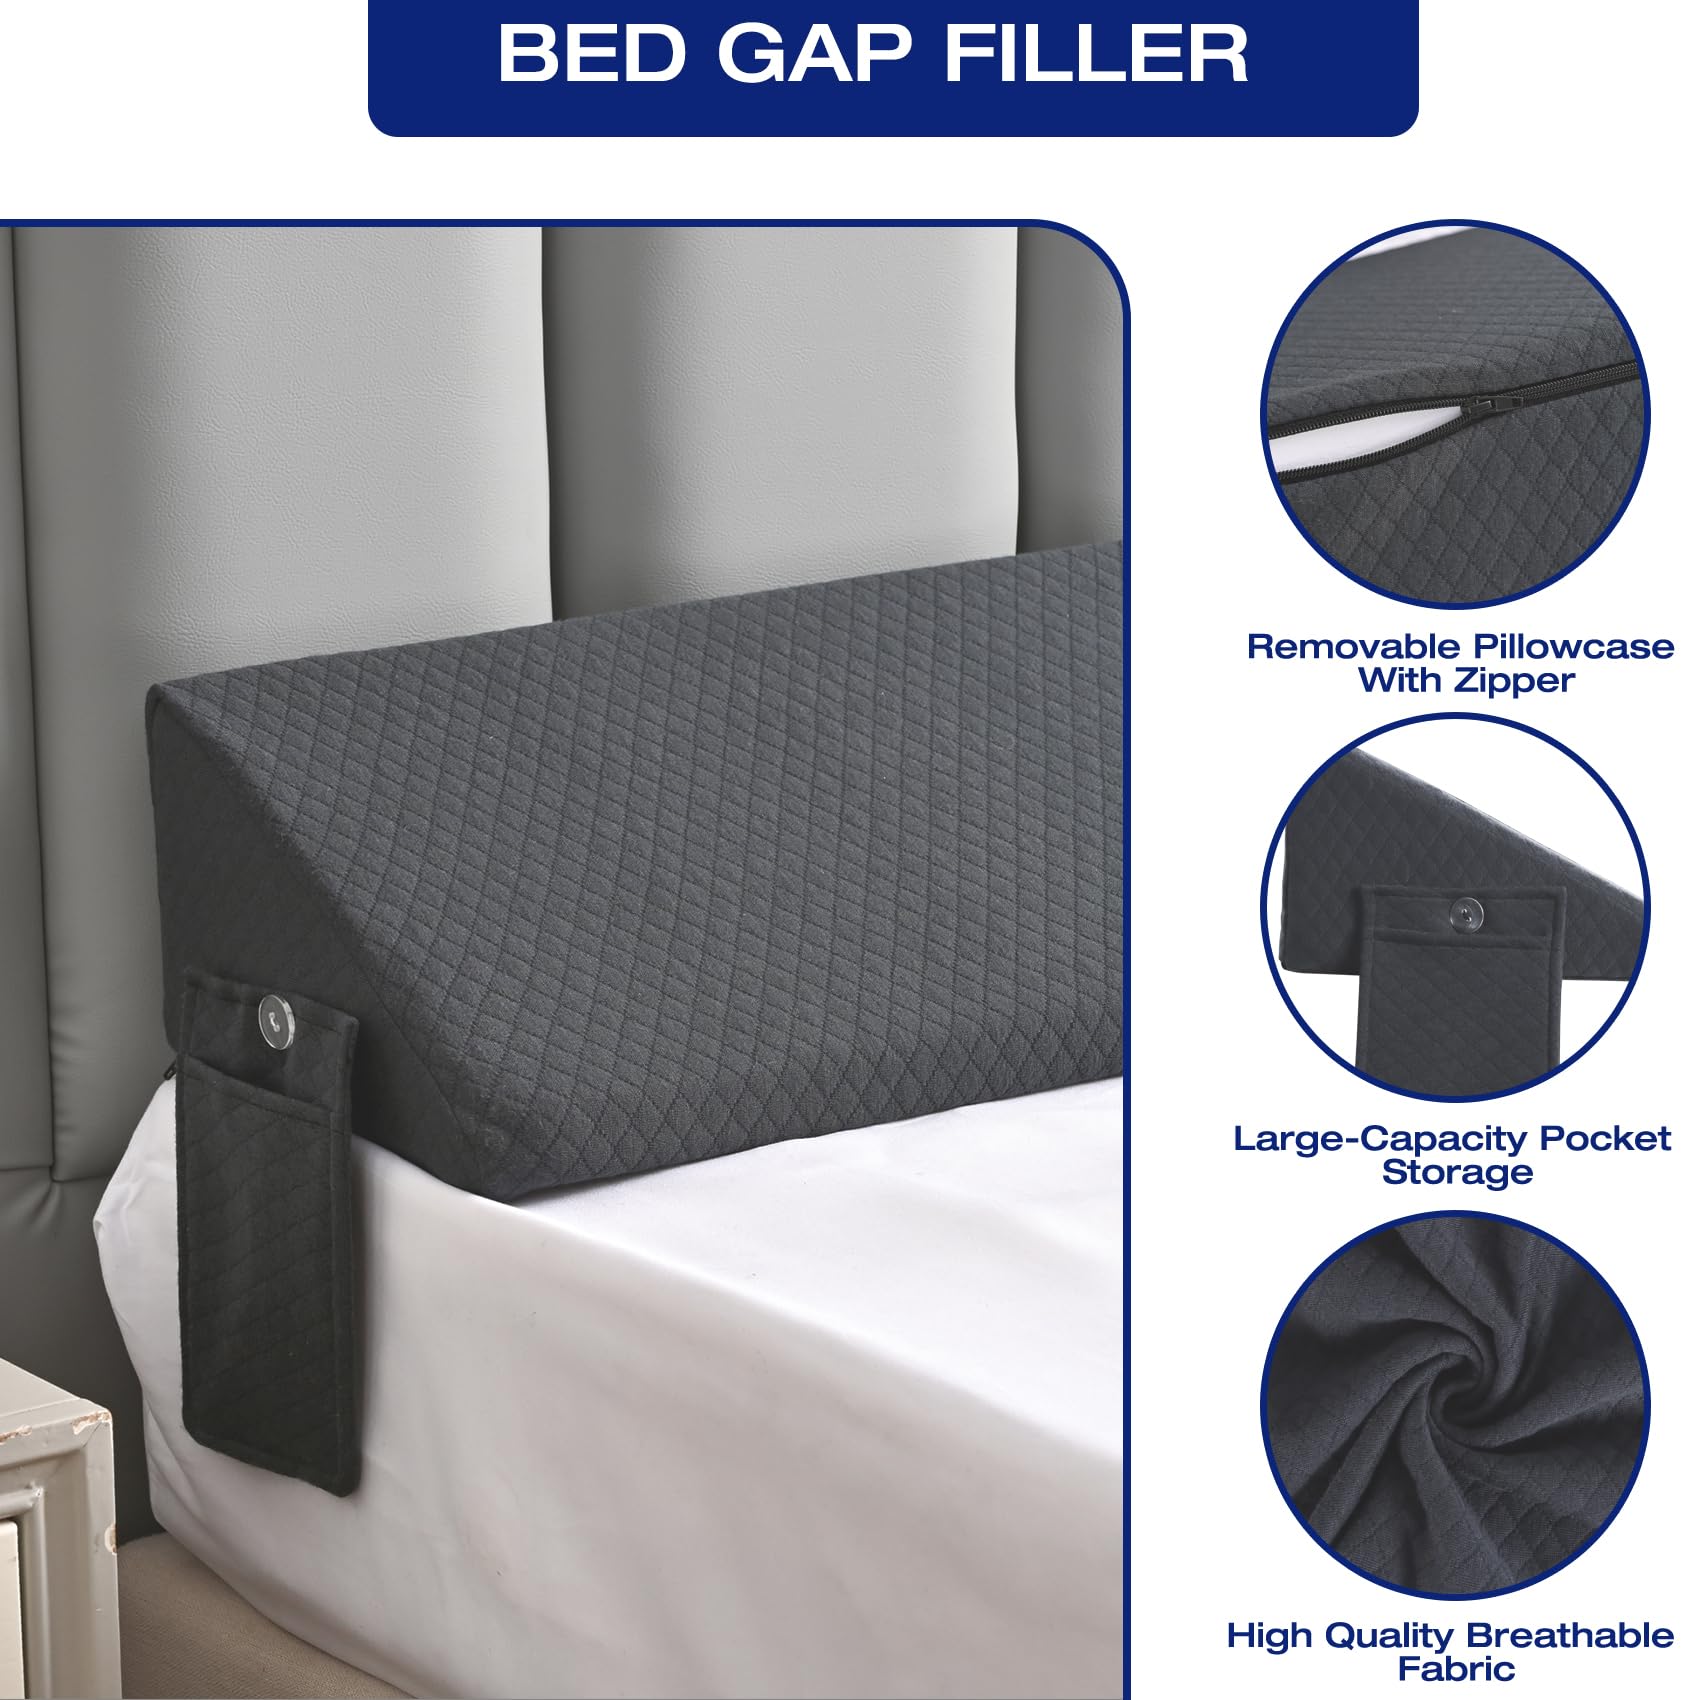 BED GAP FILLER
Removable Pillowcase
With Zipper
Large-Capacity Pocket
Storage
High Quality Breathable
Fabric